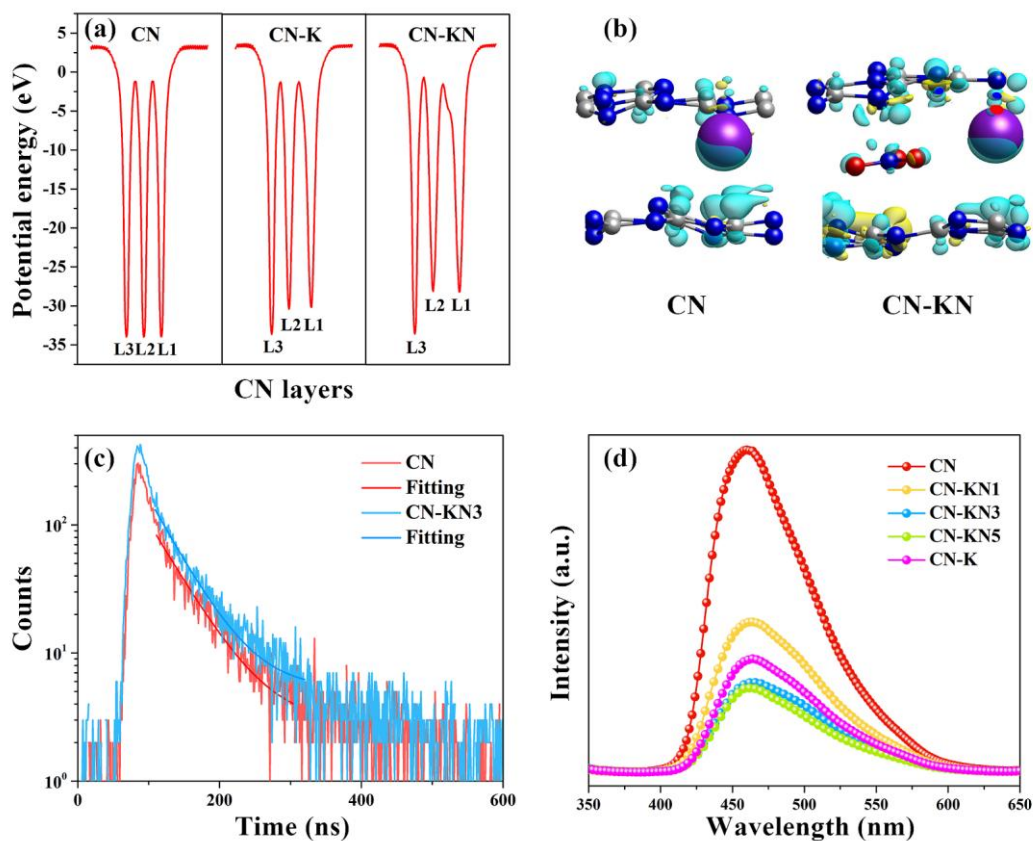 (a)
CN
CN-K
CN-KN
Potential energy (eV)
5
0
-5
-10
-15
-20
-25
-30
-35
L3 L2 L1
L3
L2
L1
L3
L2
L1
CN layers
(b)
CN
CN-KN
(c)
CN
Fitting
CN-KN3
Fitting
Counts
10²
10¹
10⁰
0
200
400
600
Time (ns)
(d)
CN
CN-KN1
CN-KN3
CN-KN5
CN-K
Intensity (a.u.)
350
400
450
500
550
600
650
Wavelength (nm)